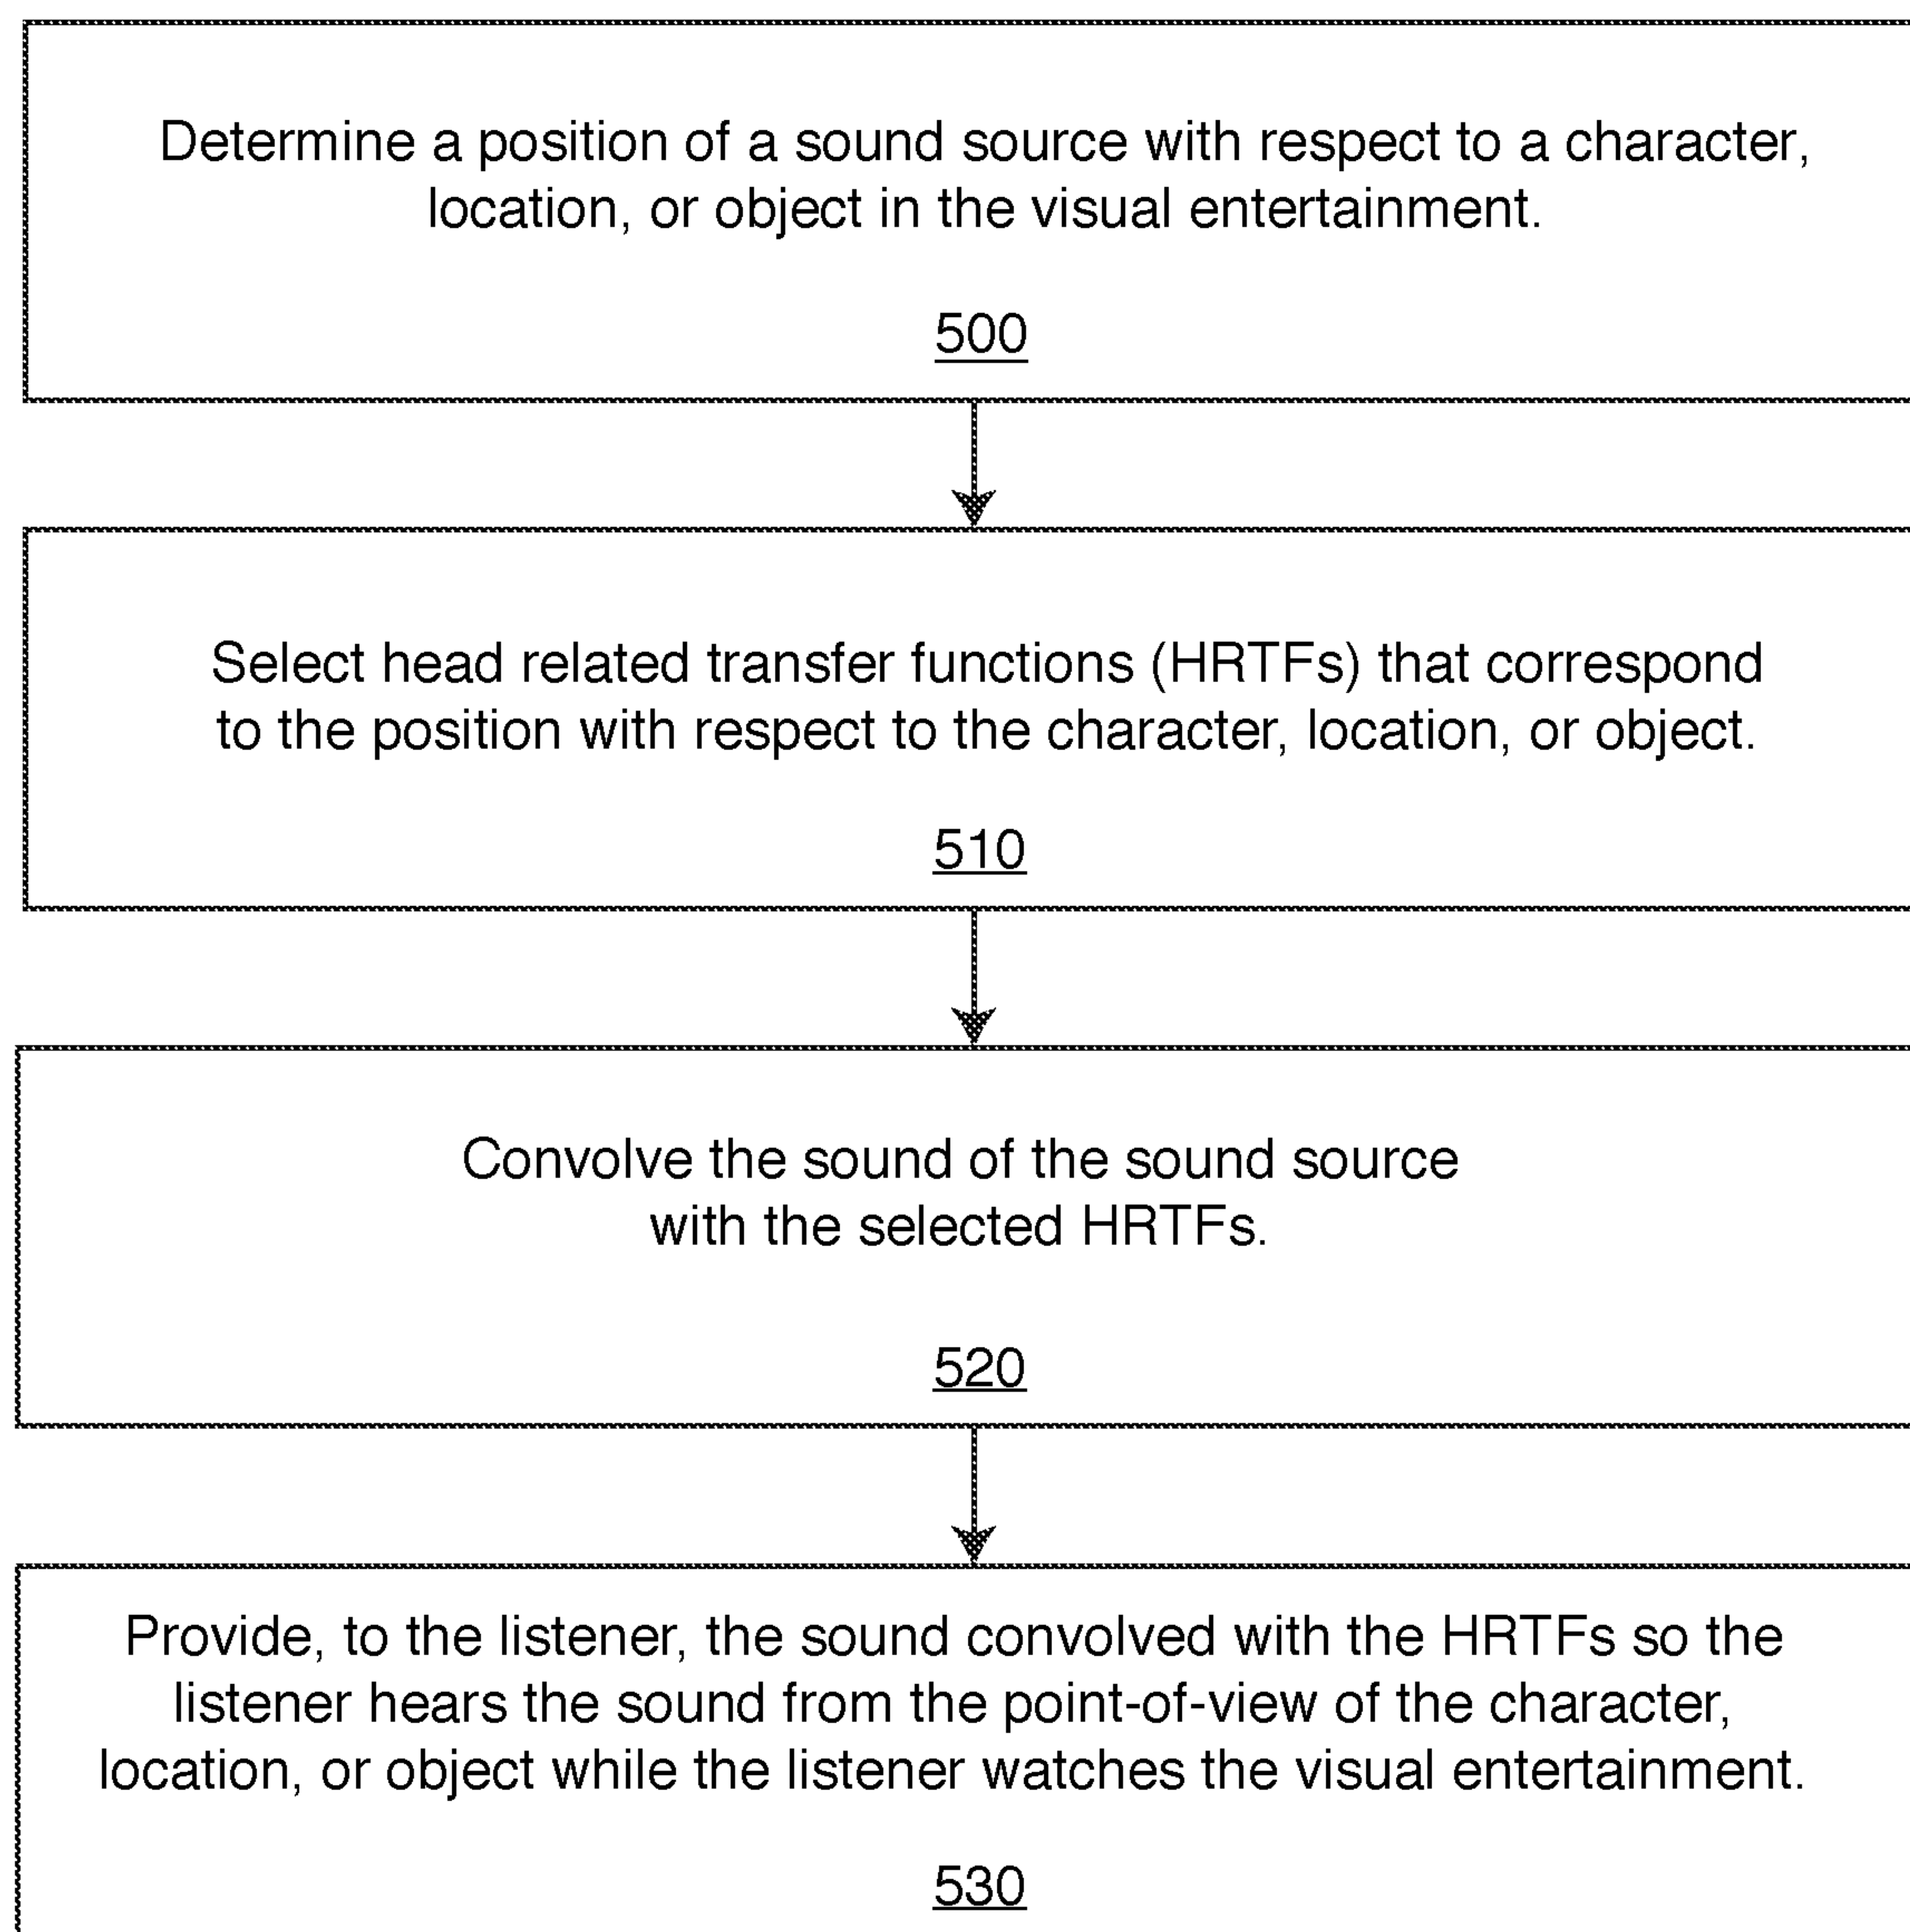 Determine a position of a sound source with respect to a character,
location, or object in the visual entertainment.
500
Select head related transfer functions (HRTFs) that correspond
to the position with respect to the character, location, or object.
510
Convolve the sound of the sound source
with the selected HRTFs.
520
Provide, to the listener, the sound convolved with the HRTFs so the
listener hears the sound from the point-of-view of the character,
location, or object while the listener watches the visual entertainment.
530